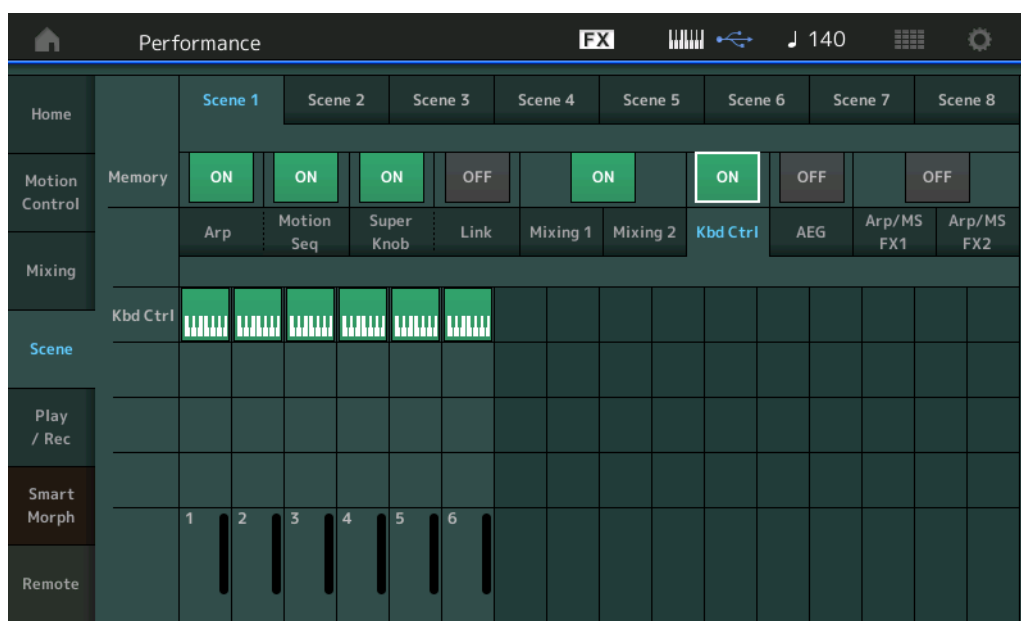 Performance FX 140
Scene 1 Scene 2 Scene 3 Scene 4 Scene 5 Scene 6 Scene 7 Scene 8
Home
Memory ON ON ON OFF ON ON OFF OFF
Motion
Control
Arp Motion
Seq Super
Knob Link Mixing 1 Mixing 2 Kbd Ctrl AEG Arp/MS
FX1 Arp/MS
FX2
Mixing
Kbd Ctrl
Scene
Play
/ Rec
Smart
Morph
1 2 3 4 5 6
Remote